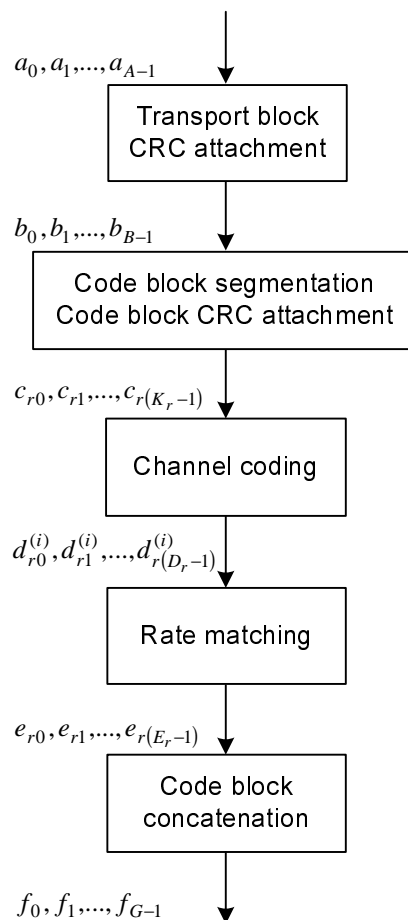 a_0, a_1,..., a_{A-1}
Transport block
CRC attachment
b_0, b_1,..., b_{B-1}
Code block segmentation
Code block CRC attachment
c_{r0}, c_{r1},..., c_{r(K_r-1)}
Channel coding
d_{r0}^{(i)}, d_{r1}^{(i)},..., d_{r(D_r-1)}^{(i)}
Rate matching
e_{r0}, e_{r1},..., e_{r(E_r-1)}
Code block
concatenation
f_0, f_1,..., f_{G-1}